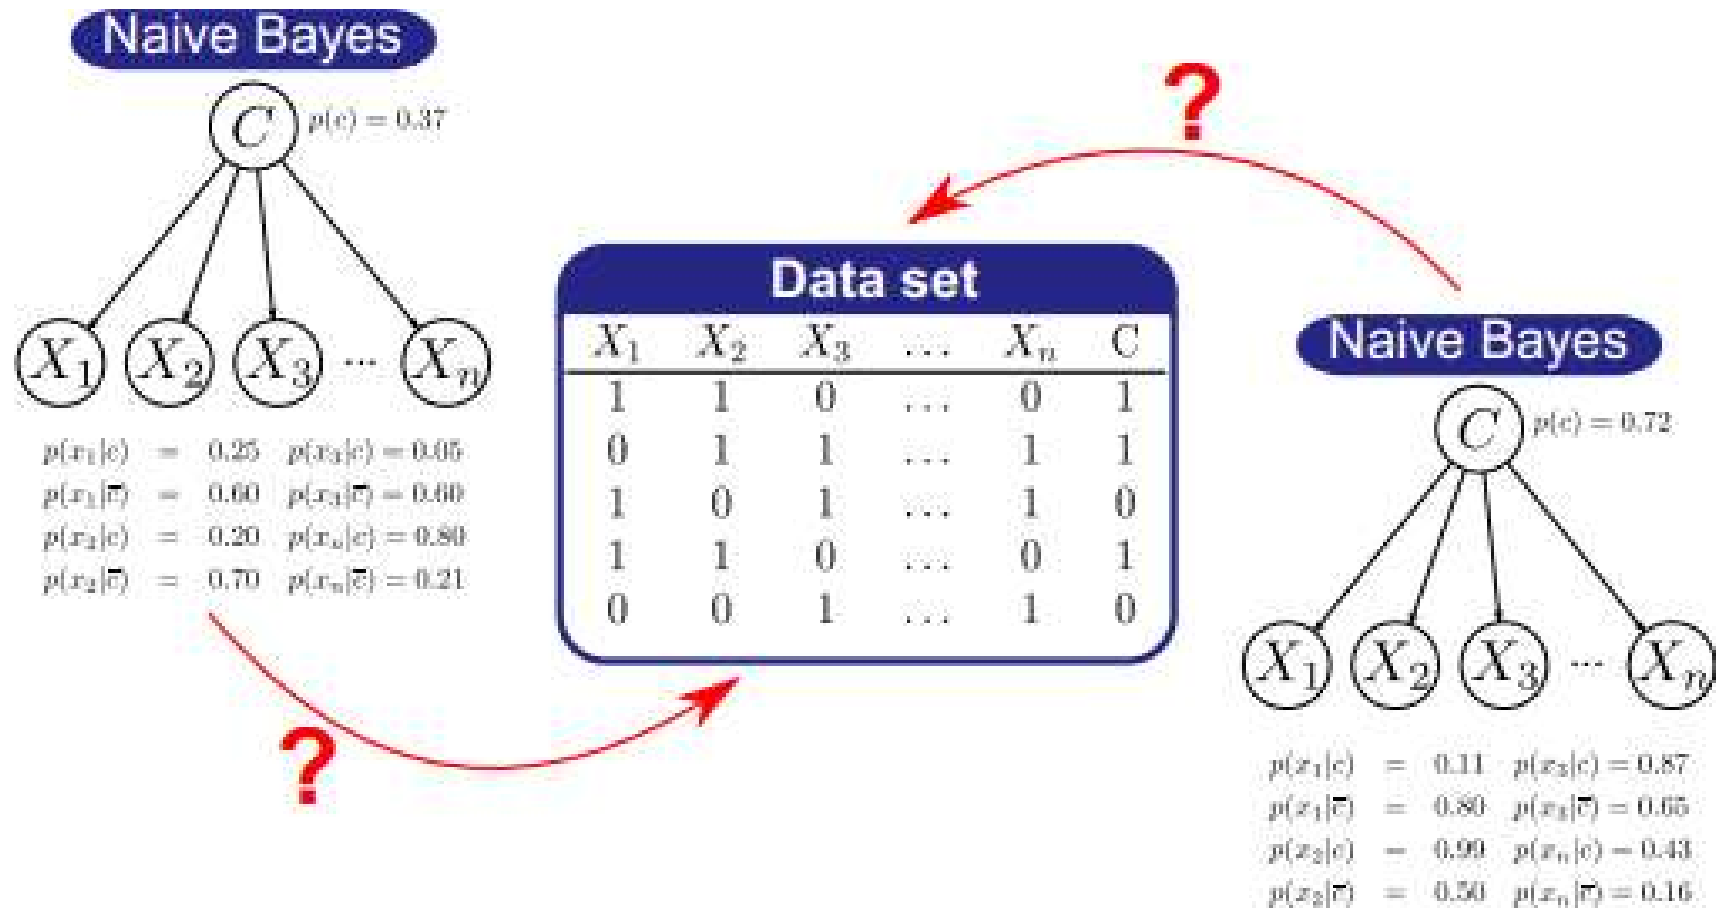 Naive Bayes
C p(c) = 0.37
X₁ X₂ X₃ ... Xₙ
p(x₁|c) = 0.25 p(x₃|c) = 0.05
p(x₁|c̅) = 0.60 p(x₃|c̅) = 0.60
p(x₂|c) = 0.20 p(xₙ|c) = 0.80
p(x₂|c̅) = 0.70 p(xₙ|c̅) = 0.21
?
Data set
X₁ X₂ X₃ ... Xₙ C
1 1 0 ... 0 1
0 1 1 ... 1 1
1 0 1 ... 1 0
1 1 0 ... 0 1
0 0 1 ... 1 0
?
Naive Bayes
C p(c) = 0.72
X₁ X₂ X₃ ... Xₙ
p(x₁|c) = 0.11 p(x₃|c) = 0.87
p(x₁|c̅) = 0.80 p(x₃|c̅) = 0.65
p(x₂|c) = 0.99 p(xₙ|c) = 0.43
p(x₂|c̅) = 0.50 p(xₙ|c̅) = 0.16